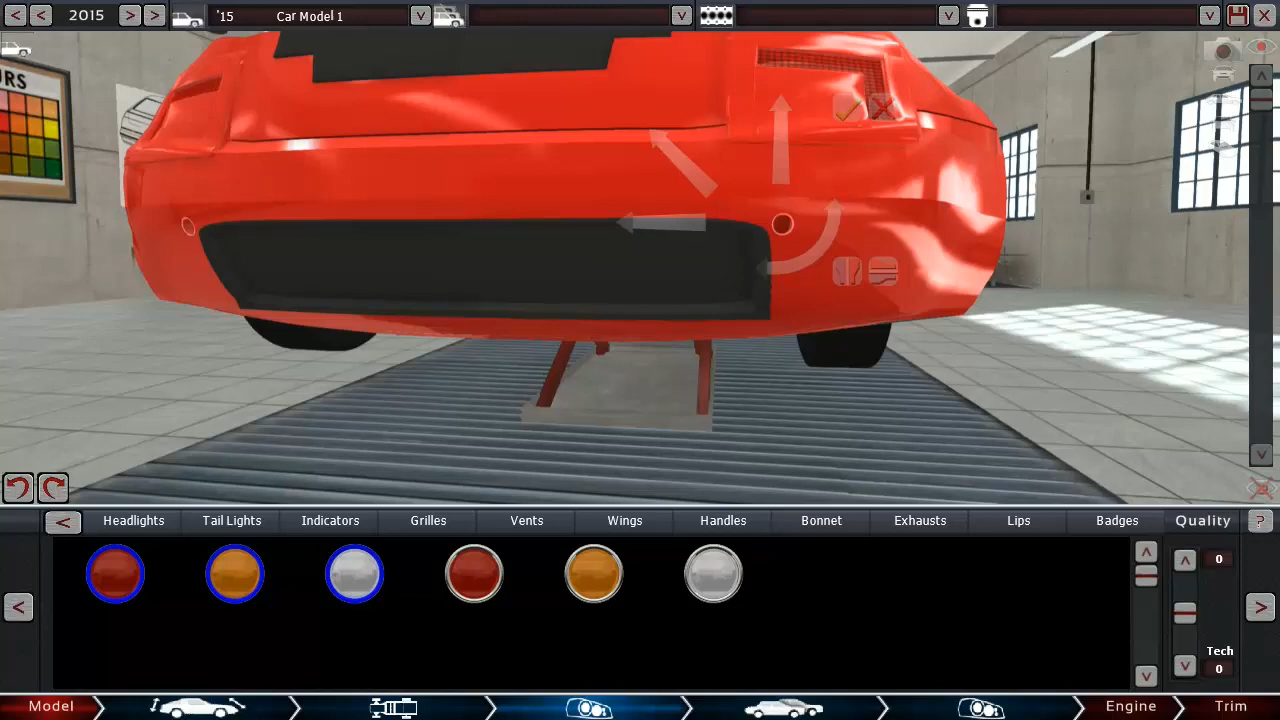 < < 2015 > > '15 Car Model 1 v v v v X
URS
<
Headlights Tail Lights Indicators Grilles Vents Wings Handles Bonnet Exhausts Lips Badges Quality ?
0
< >
Tech
0
Model Engine Trim